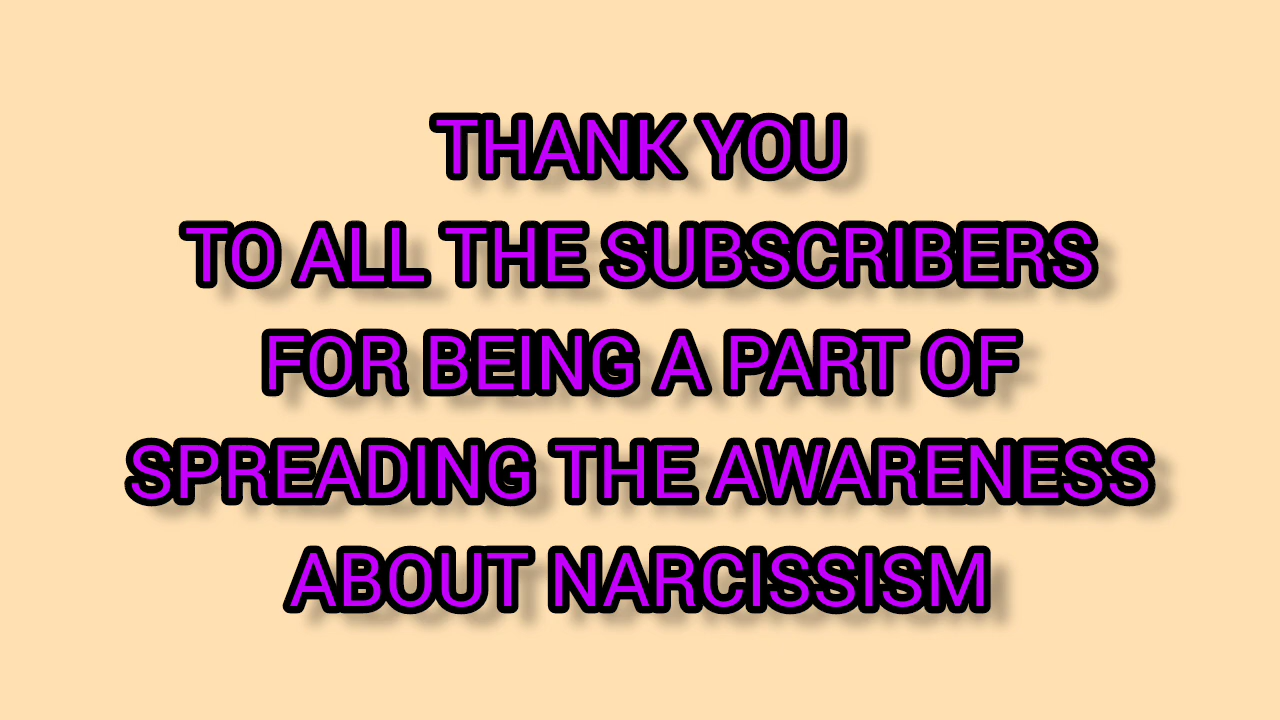 THANK YOU
TO ALL THE SUBSCRIBERS
FOR BEING A PART OF
SPREADING THE AWARENESS
ABOUT NARCISSISM